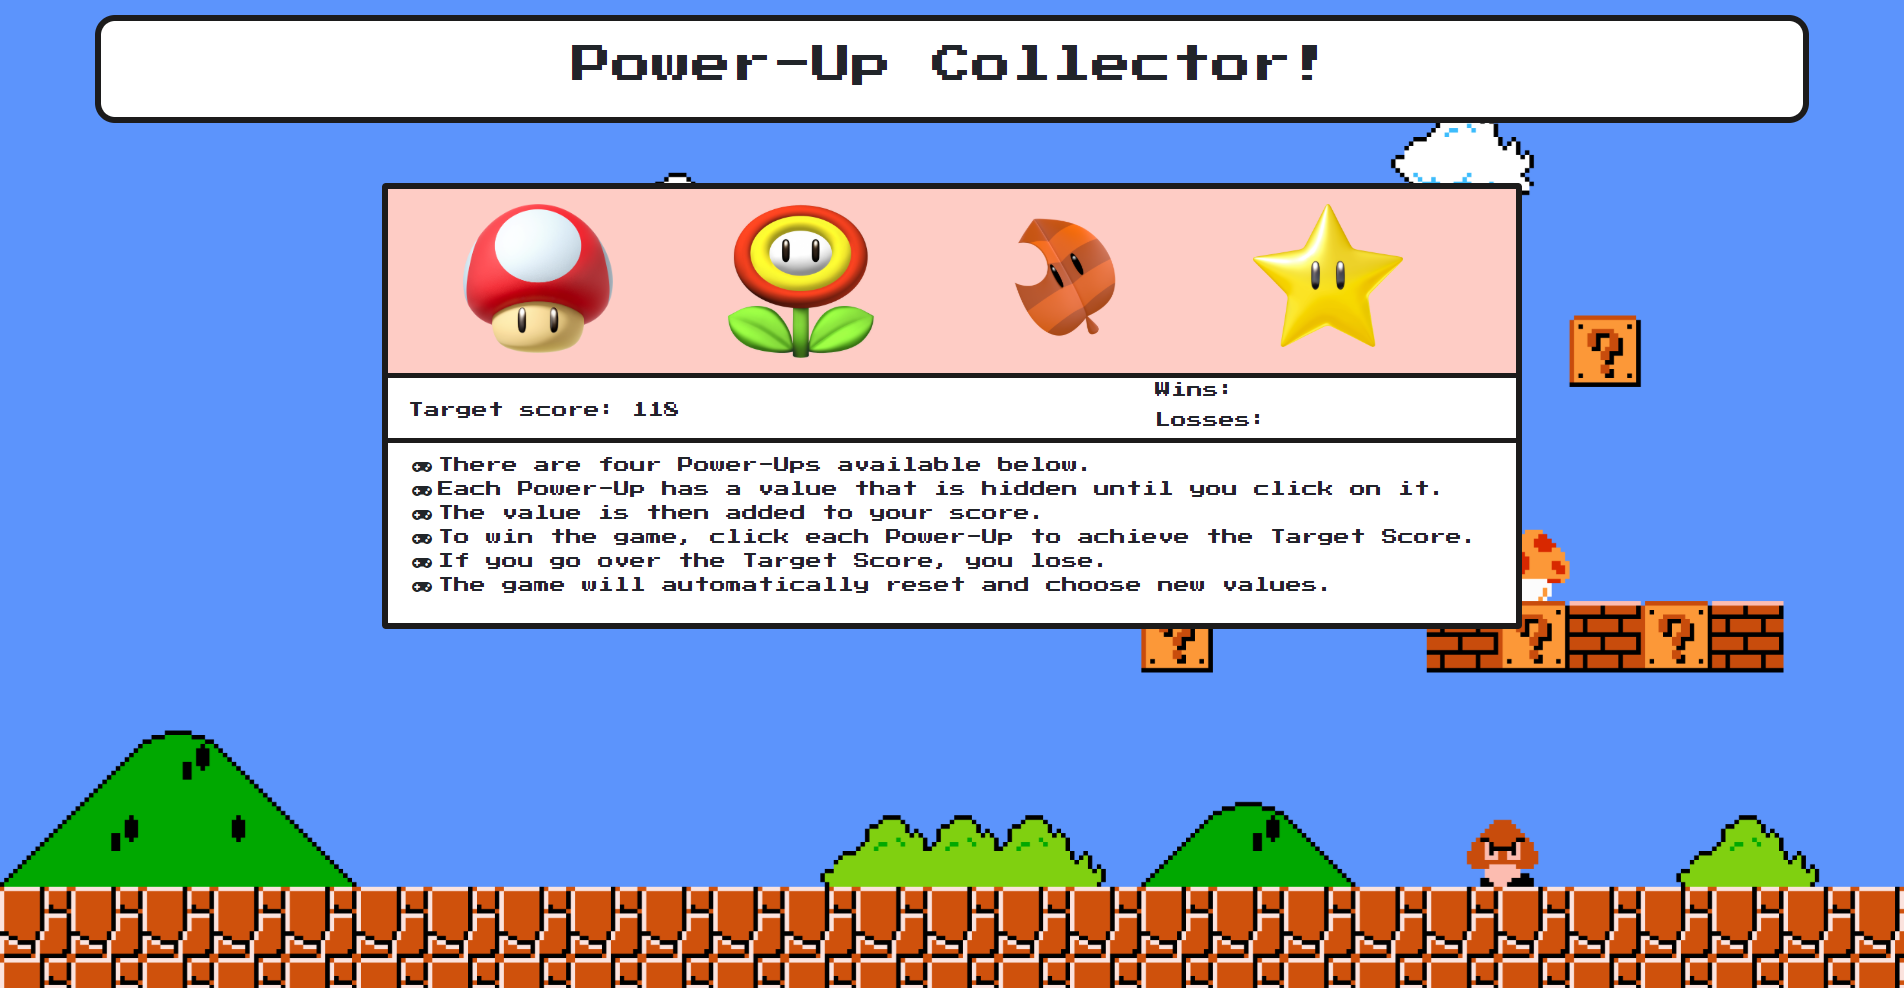 Power-Up Collector!
Target score: 118
Wins:
Losses:
There are four Power-Ups available below.
Each Power-Up has a value that is hidden until you click on it.
The value is then added to your score.
To win the game, click each Power-Up to achieve the Target Score.
If you go over the Target Score, you lose.
The game will automatically reset and choose new values.
?
?
?
?